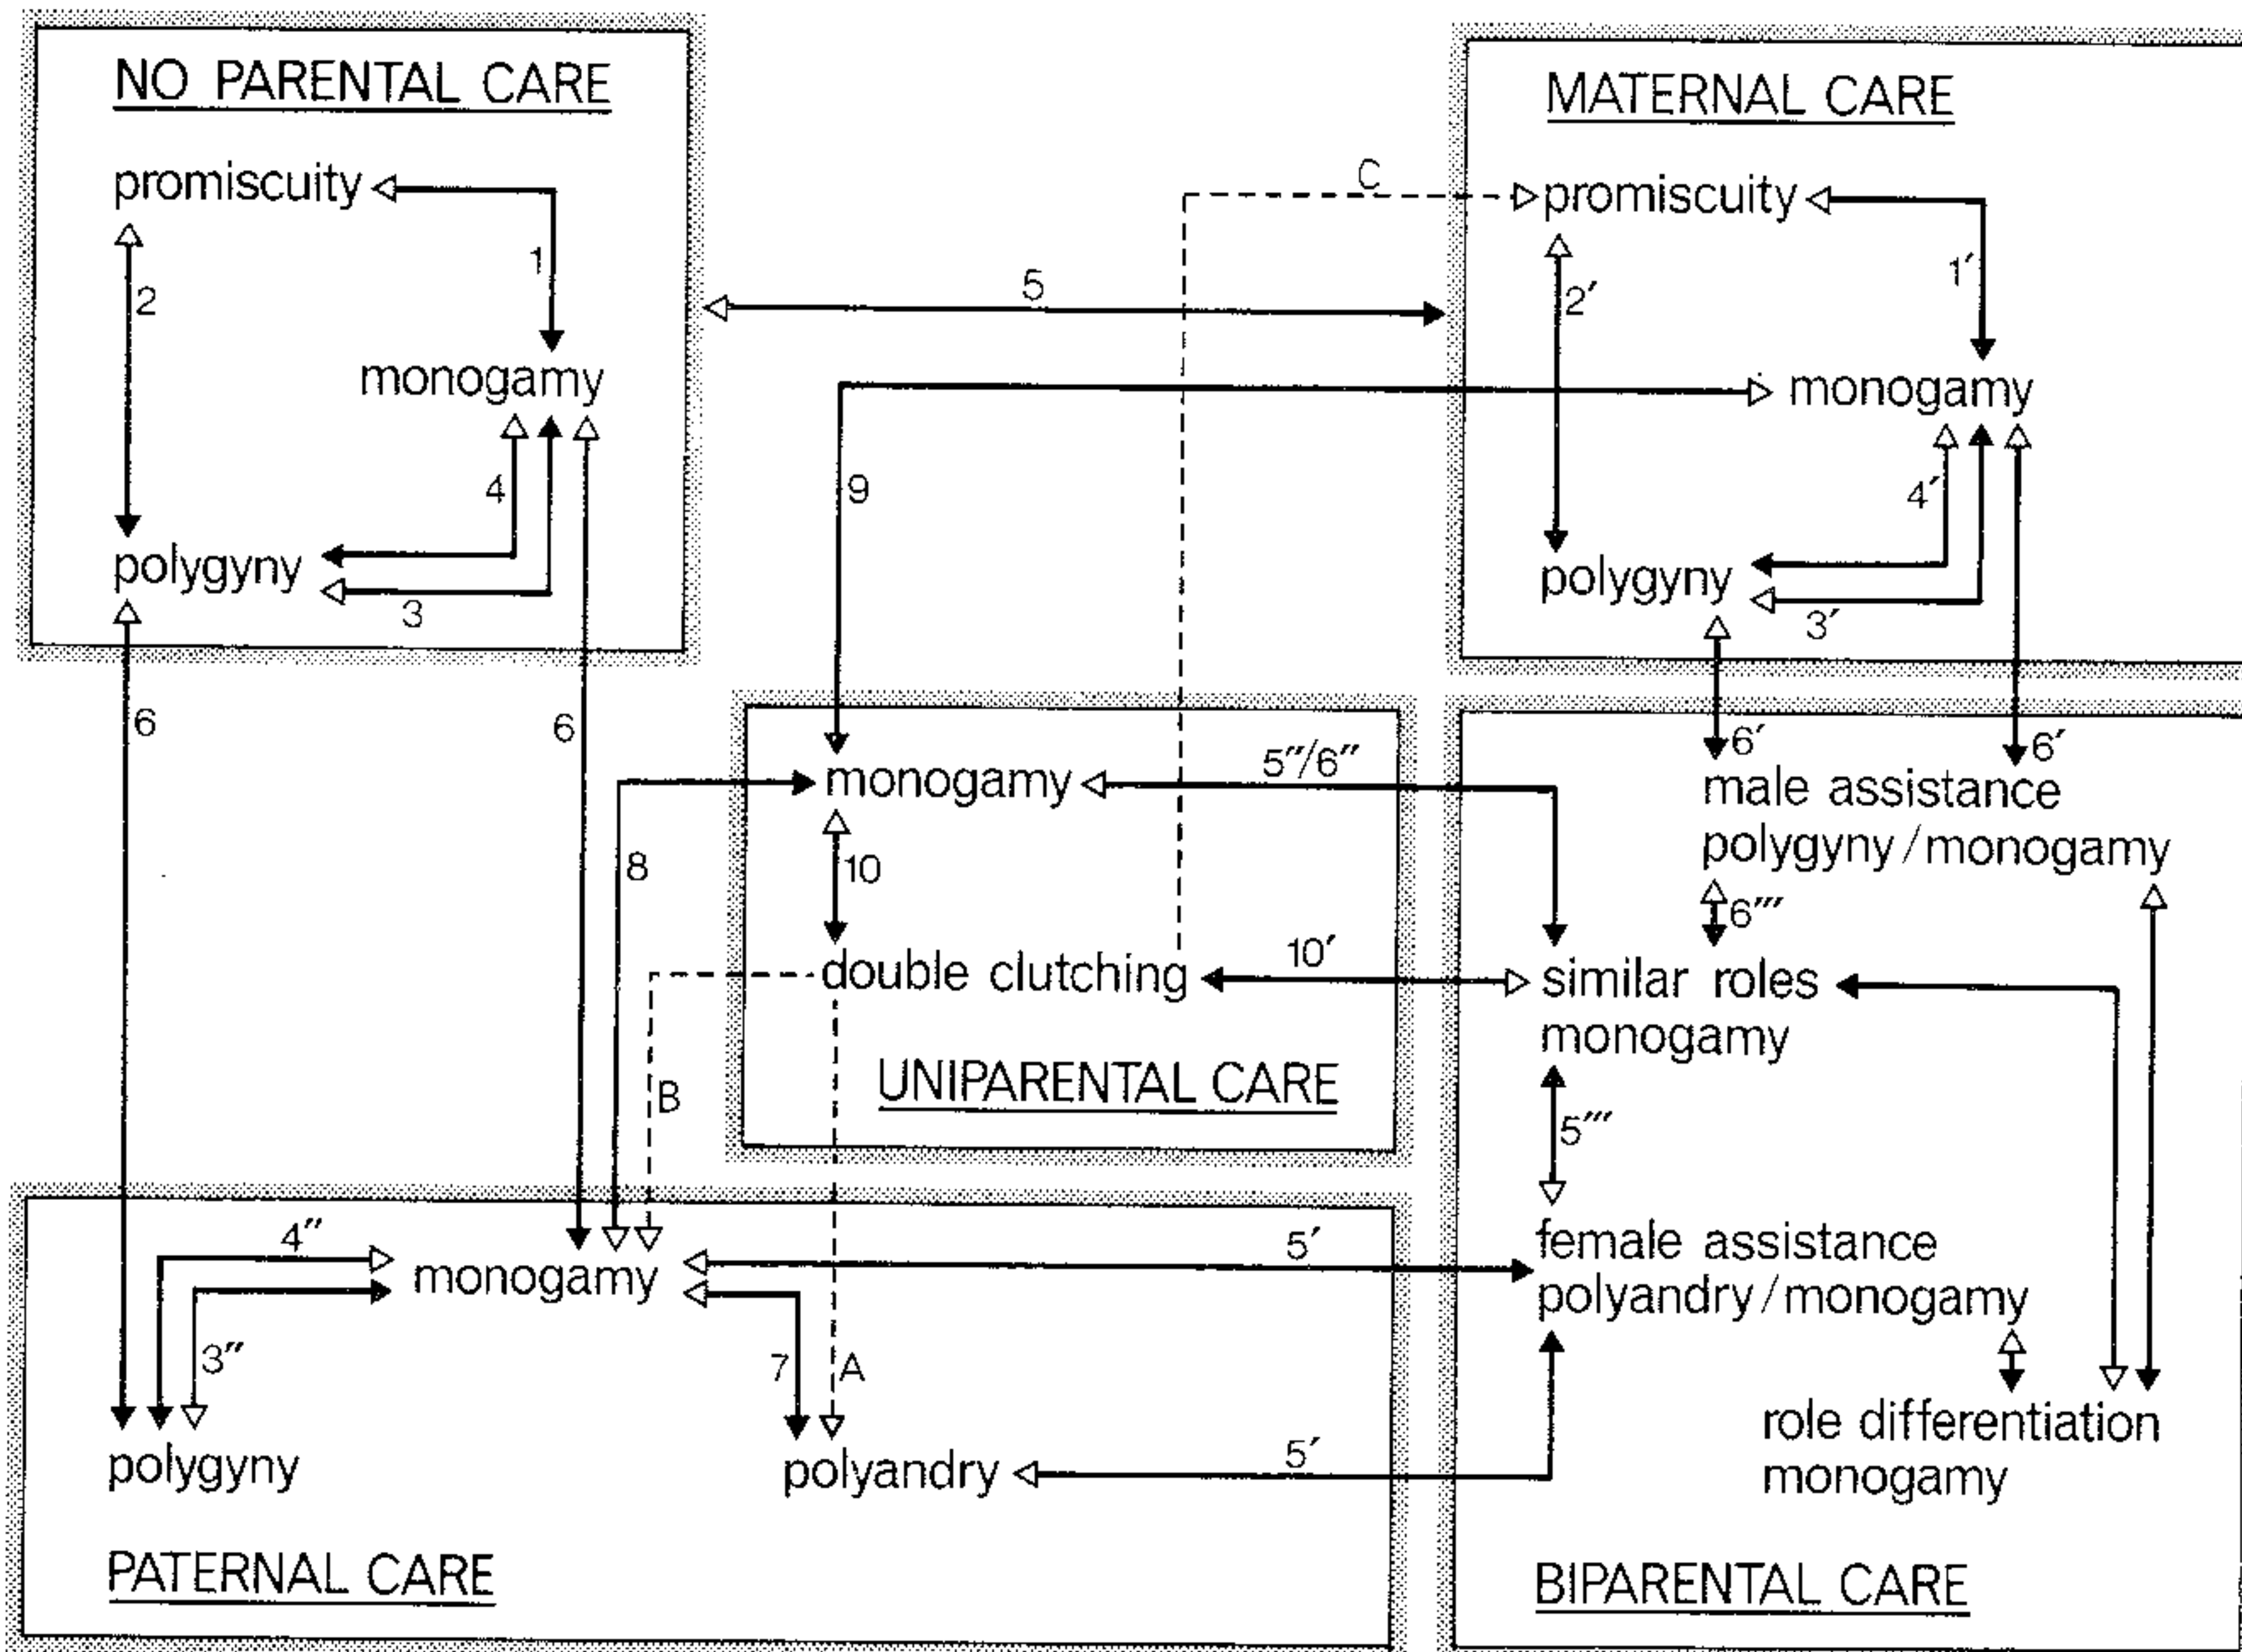 NO PARENTAL CARE
promiscuity
1
2
monogamy
4
polygyny
3
6
6
5
C
9
MATERNAL CARE
promiscuity
1′
2′
monogamy
4′
polygyny
3′
6′
6′
monogamy
5″/6″
8
10
double clutching
10′
B
UNIPARENTAL CARE
male assistance
polygyny/monogamy
6‴
similar roles
monogamy
5‴
female assistance
polyandry/monogamy
role differentiation
monogamy
BIPARENTAL CARE
4″
monogamy
5′
3″
7
A
polygyny
polyandry
5′
PATERNAL CARE